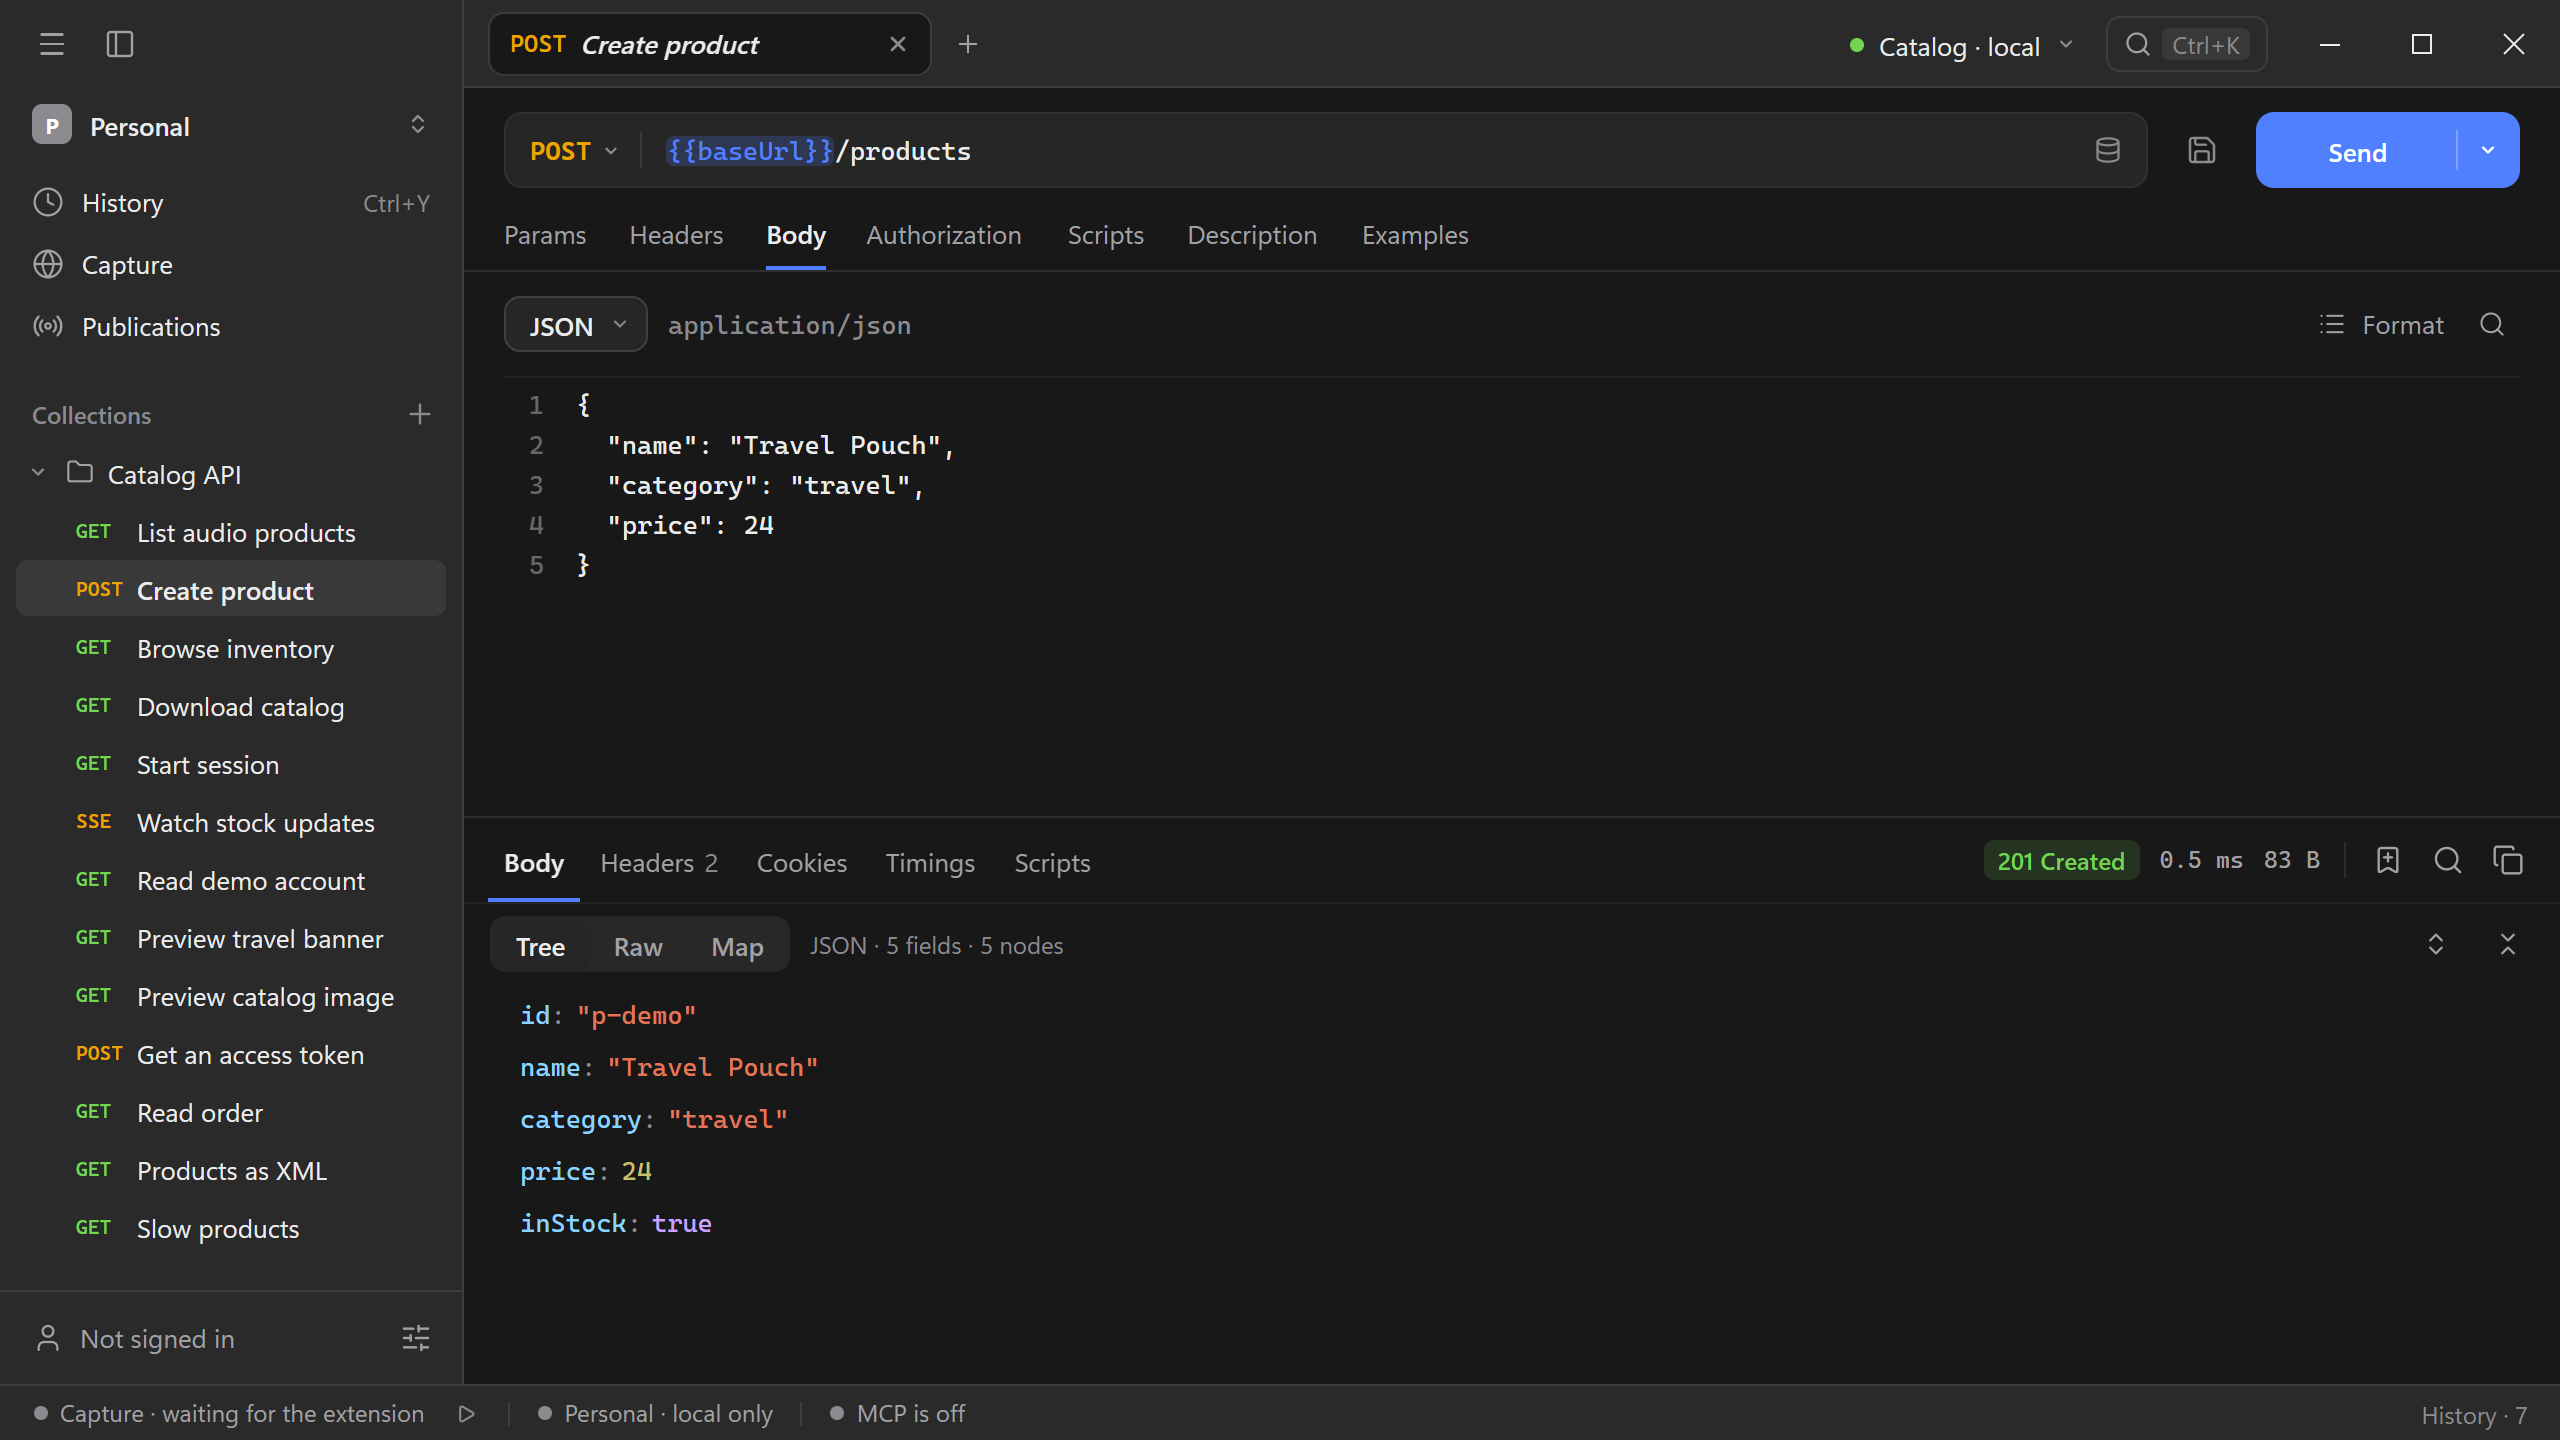 POST Create product
Catalog · local
Ctrl+K
P Personal
History Ctrl+Y
Capture
Publications
Collections
Catalog API
GET List audio products
POST Create product
GET Browse inventory
GET Download catalog
GET Start session
SSE Watch stock updates
GET Read demo account
GET Preview travel banner
GET Preview catalog image
POST Get an access token
GET Read order
GET Products as XML
GET Slow products
Not signed in
POST {{baseUrl}}/products
Send
Params Headers Body Authorization Scripts Description Examples
JSON application/json
Format
1 {
2 "name": "Travel Pouch",
3 "category": "travel",
4 "price": 24
5 }
Body Headers 2 Cookies Timings Scripts
201 Created 0.5 ms 83 B
Tree Raw Map JSON · 5 fields · 5 nodes
id: "p-demo"
name: "Travel Pouch"
category: "travel"
price: 24
inStock: true
Capture · waiting for the extension
Personal · local only
MCP is off
History · 7